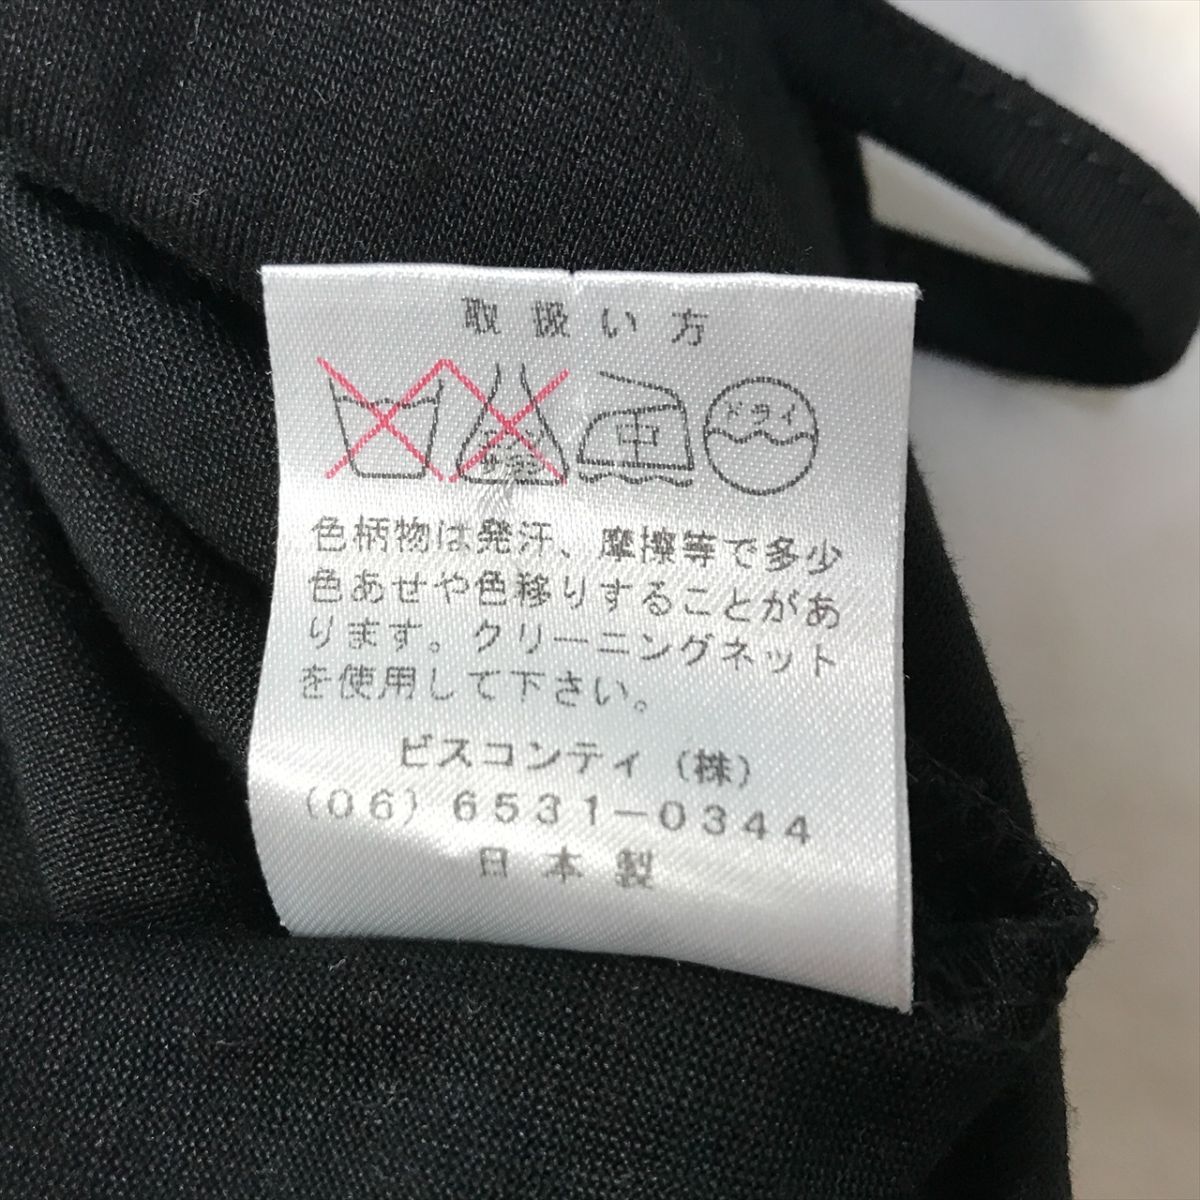 取扱い方
中 ドライ
色柄物は発汗、摩擦等で多少
色あせや色移りすることがあ
ります。クリーニングネット
を使用して下さい。
ビスコンティ（株）
（06）6531-0344
日本製